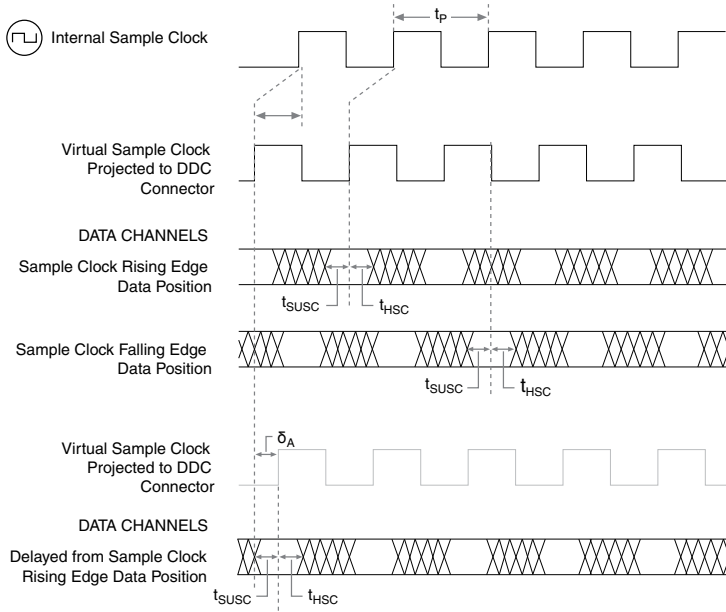 t_P
Internal Sample Clock
Virtual Sample Clock
Projected to DDC
Connector
DATA CHANNELS
Sample Clock Rising Edge
Data Position
t_SUSC
t_HSC
Sample Clock Falling Edge
Data Position
t_SUSC
t_HSC
δ_A
Virtual Sample Clock
Projected to DDC
Connector
DATA CHANNELS
Delayed from Sample Clock
Rising Edge Data Position
t_SUSC
t_HSC